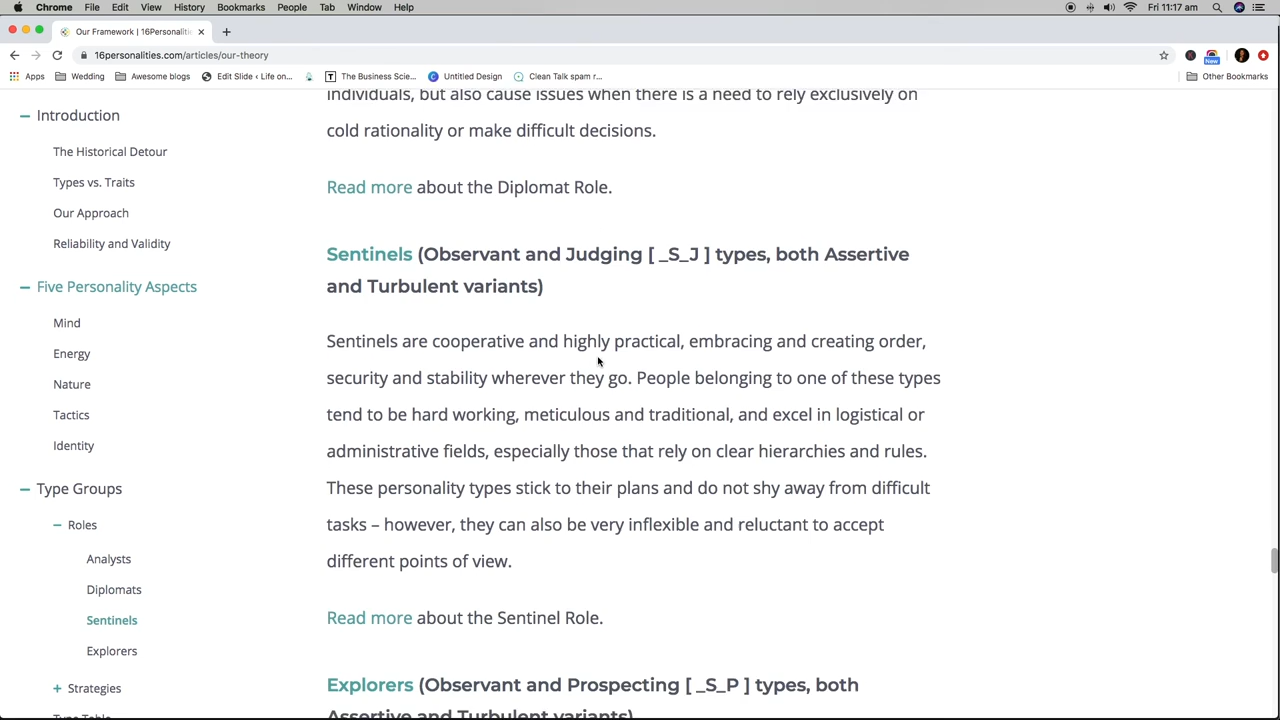 Chrome File Edit View History Bookmarks People Tab Window Help Fri 11:17 am
Our Framework | 16Personaliti
16personalities.com/articles/our-theory
New
Apps Wedding Awesome blogs Edit Slide ‹ Life on... T The Business Scie... Untitled Design Clean Talk spam r... Other Bookmarks
Introduction
The Historical Detour
Types vs. Traits
Our Approach
Reliability and Validity
Five Personality Aspects
Mind
Energy
Nature
Tactics
Identity
Type Groups
Roles
Analysts
Diplomats
Sentinels
Explorers
Strategies
Type Table
individuals, but also cause issues when there is a need to rely exclusively on
cold rationality or make difficult decisions.
Read more about the Diplomat Role.
Sentinels (Observant and Judging [ _S_J ] types, both Assertive
and Turbulent variants)
Sentinels are cooperative and highly practical, embracing and creating order,
security and stability wherever they go. People belonging to one of these types
tend to be hard working, meticulous and traditional, and excel in logistical or
administrative fields, especially those that rely on clear hierarchies and rules.
These personality types stick to their plans and do not shy away from difficult
tasks – however, they can also be very inflexible and reluctant to accept
different points of view.
Read more about the Sentinel Role.
Explorers (Observant and Prospecting [ _S_P ] types, both
Assertive and Turbulent variants)